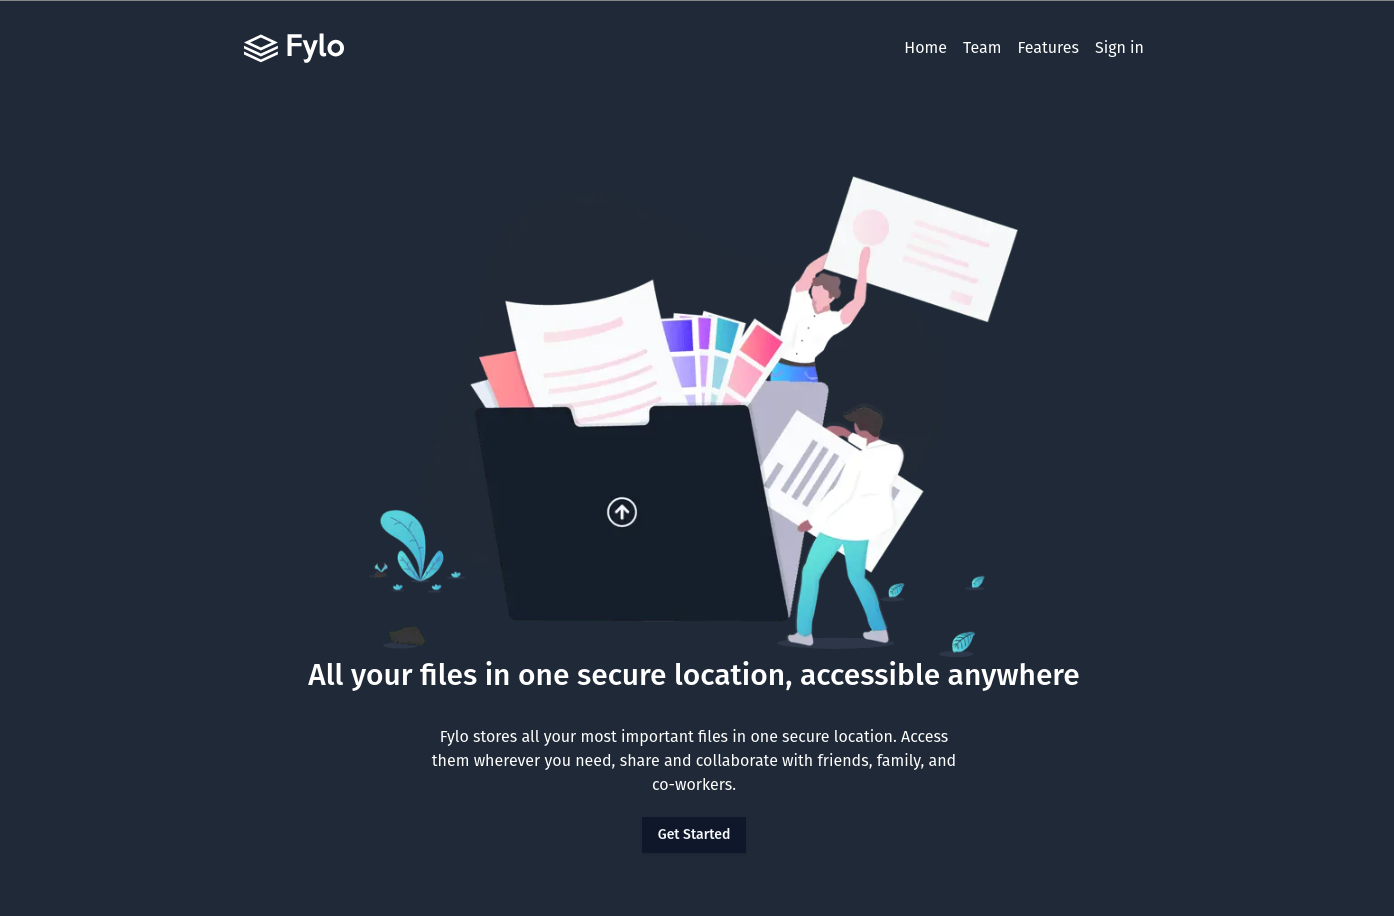 Fylo
Home Team Features Sign in
All your files in one secure location, accessible anywhere
Fylo stores all your most important files in one secure location. Access
them wherever you need, share and collaborate with friends, family, and
co-workers.
Get Started